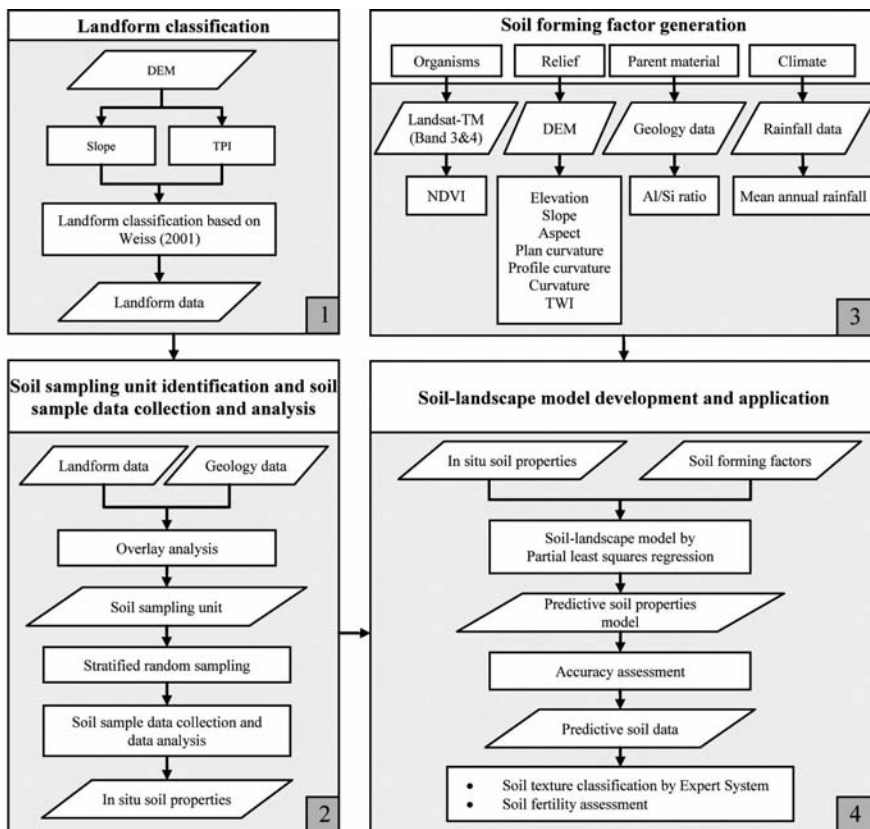 Landform classification
DEM
Slope
TPI
Landform classification based on
Weiss (2001)
Landform data
1
Soil sampling unit identification and soil
sample data collection and analysis
Landform data
Geology data
Overlay analysis
Soil sampling unit
Stratified random sampling
Soil sample data collection and
data analysis
In situ soil properties
2
Soil forming factor generation
Organisms
Relief
Parent material
Climate
Landsat-TM
(Band 3&4)
DEM
Geology data
Rainfall data
NDVI
Elevation
Slope
Aspect
Plan curvature
Profile curvature
Curvature
TWI
Al/Si ratio
Mean annual rainfall
3
Soil-landscape model development and application
In situ soil properties
Soil forming factors
Soil-landscape model by
Partial least squares regression
Predictive soil properties
model
Accuracy assessment
Predictive soil data
• Soil texture classification by Expert System
• Soil fertility assessment
4